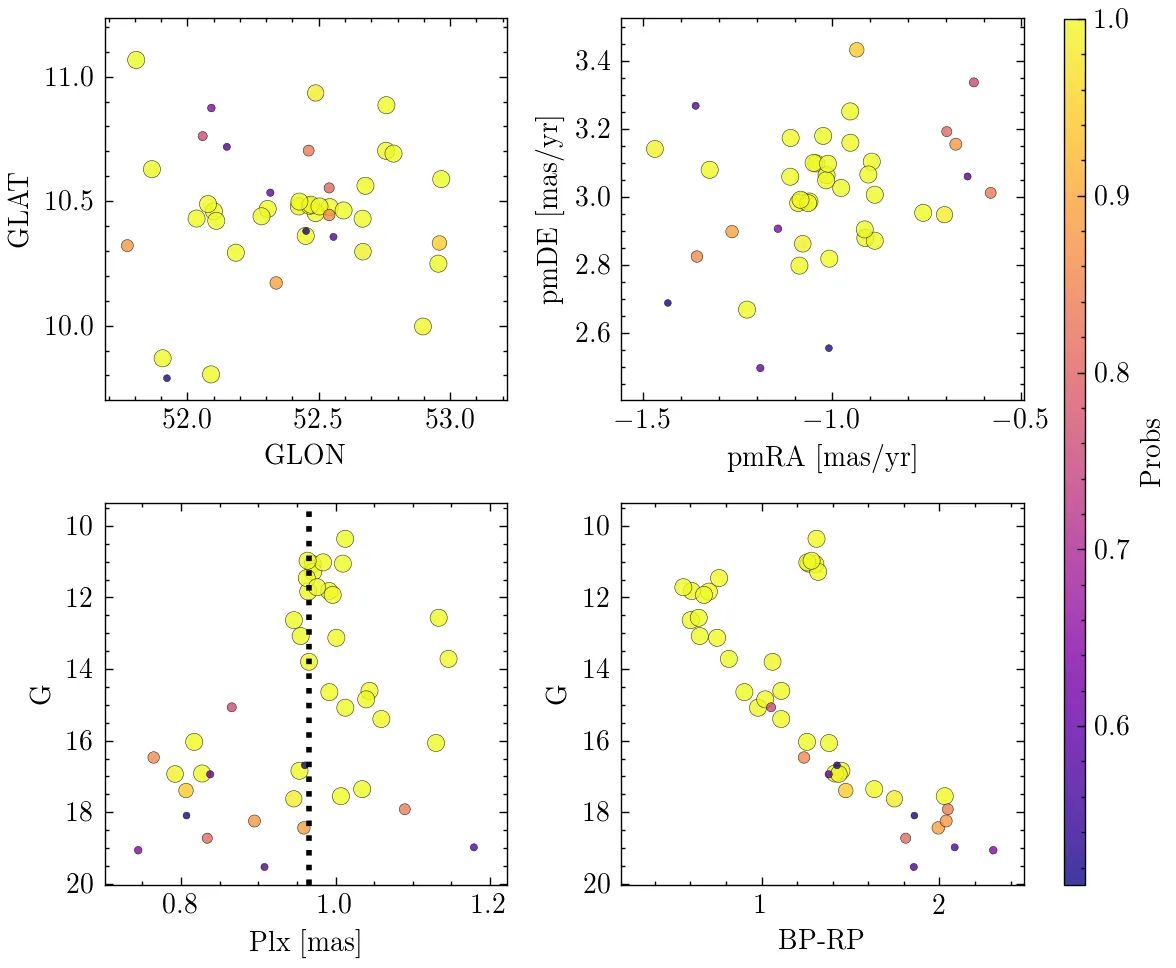 11.0
10.5
10.0
GLAT
52.0 52.5 53.0
GLON
3.4
3.2
3.0
2.8
2.6
pmDE [mas/yr]
−1.5 −1.0 −0.5
pmRA [mas/yr]
10
12
14
16
18
20
G
0.8 1.0 1.2
Plx [mas]
10
12
14
16
18
20
G
1 2
BP-RP
1.0
0.9
0.8
0.7
0.6
Probs